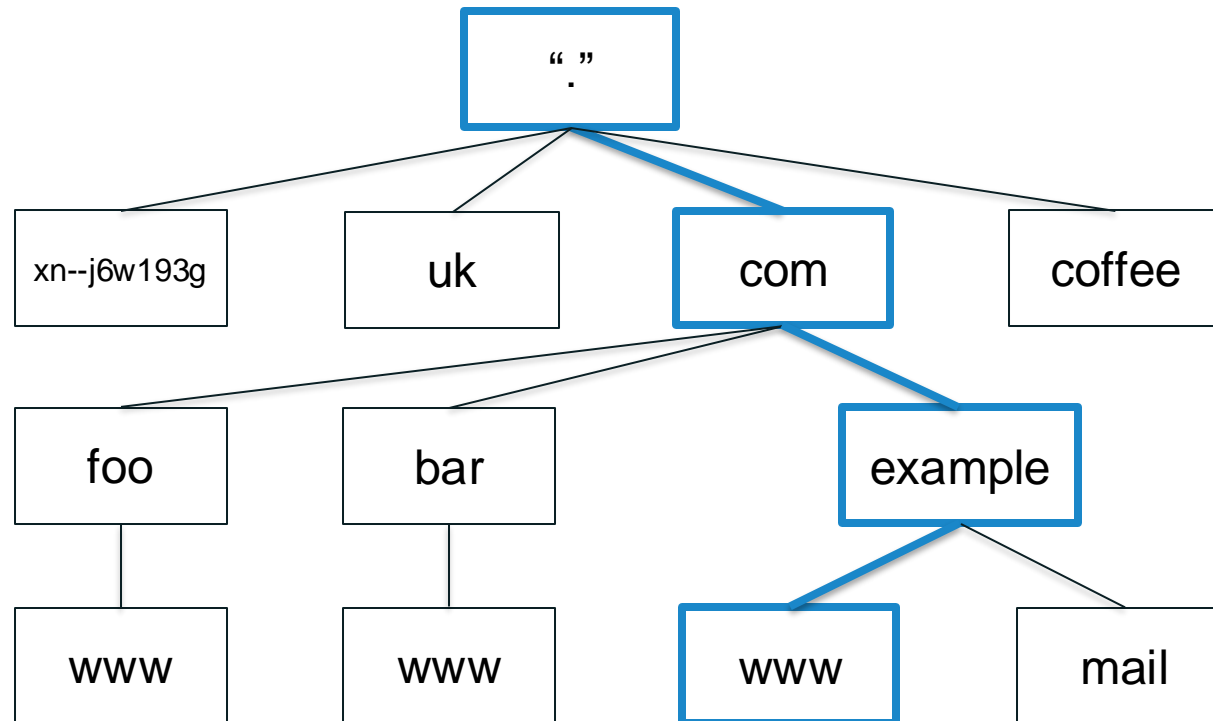 “.”
xn--j6w193g
uk
com
coffee
foo
bar
example
www
www
www
mail